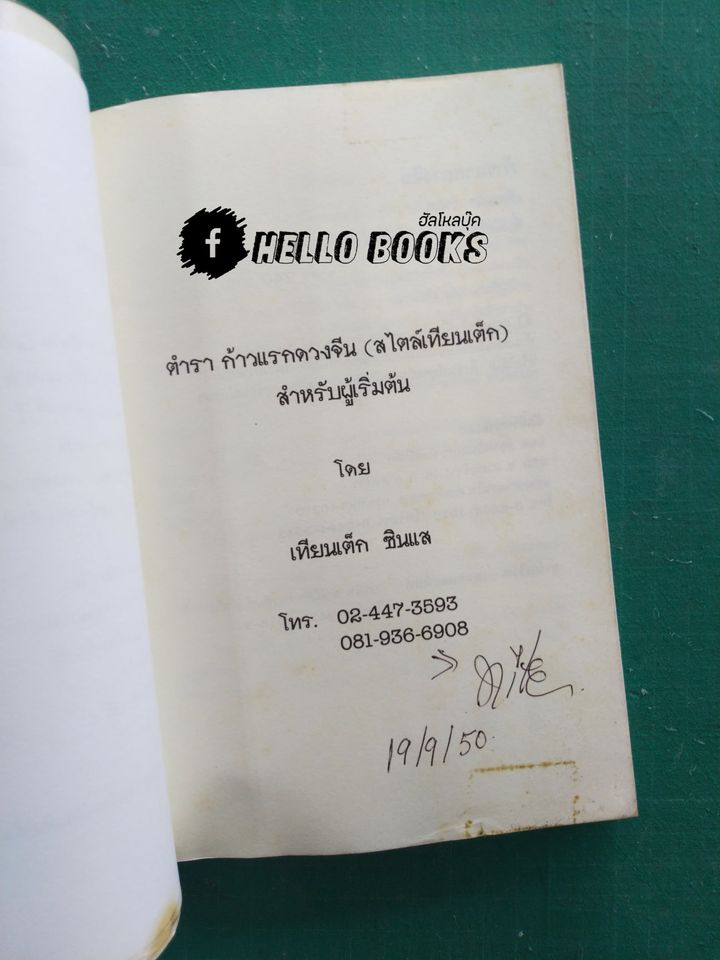 ฮัลโหลบุ๊ค
f HELLO BOOKS
ตำรา ก้าวแรกดวงจีน (สไตล์เทียนเต็ก)
สำหรับผู้เริ่มต้น
โดย
เทียนเต็ก ซินแส
โทร. 02-447-3593
081-936-6908
19/9/50